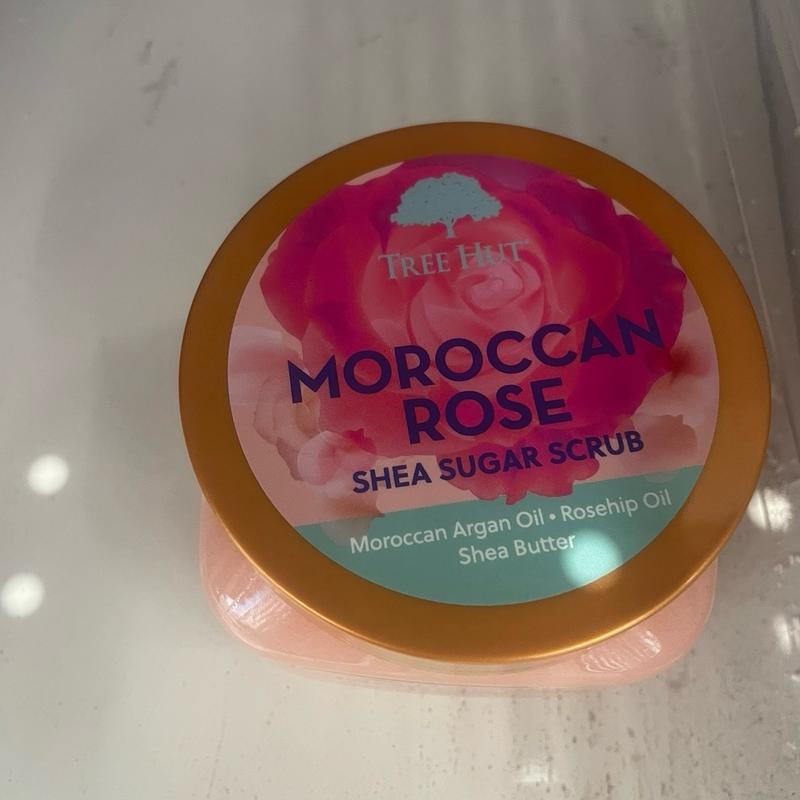 TREE HUT
MOROCCAN
ROSE
SHEA SUGAR SCRUB
Moroccan Argan Oil • Rosehip Oil
Shea Butter